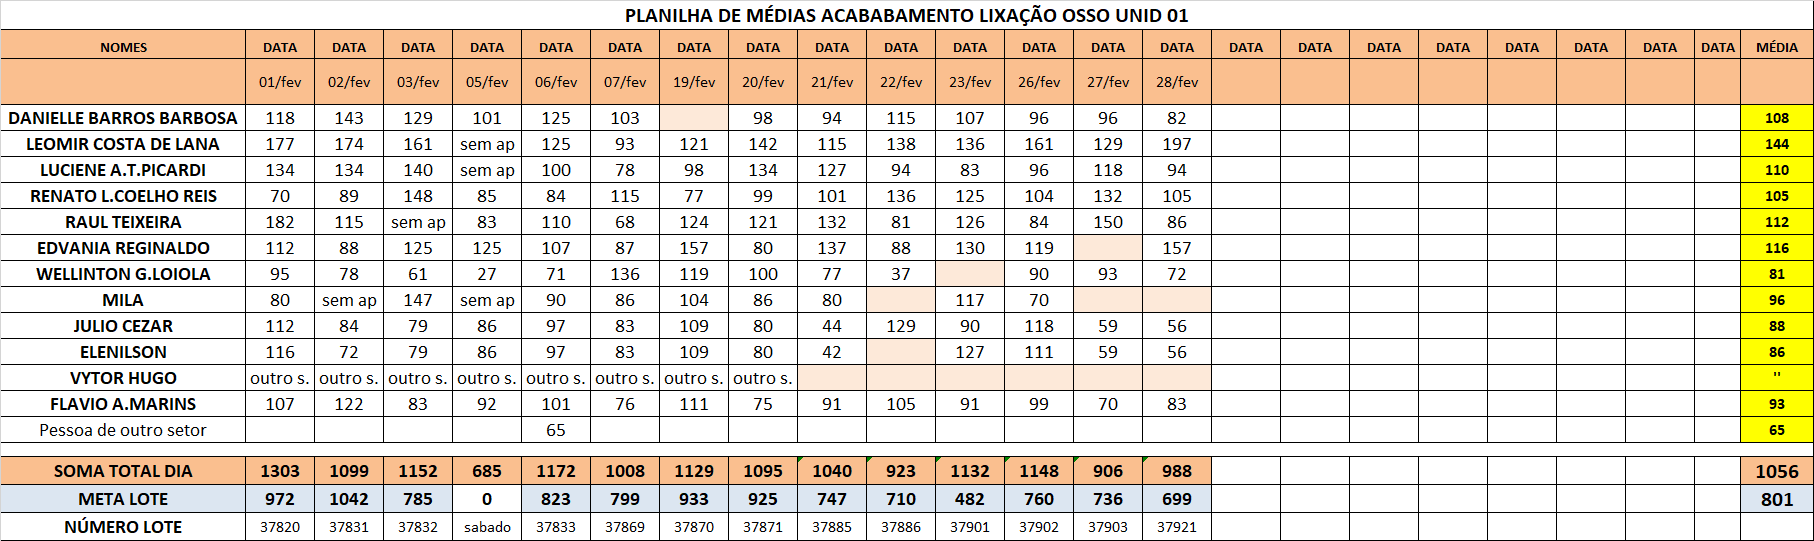 PLANILHA DE MÉDIAS ACABABAMENTO LIXAÇÃO OSSO UNID 01
NOMES DATA DATA DATA DATA DATA DATA DATA DATA DATA DATA DATA DATA DATA DATA DATA DATA DATA DATA DATA DATA DATA DATA MÉDIA
01/fev 02/fev 03/fev 05/fev 06/fev 07/fev 19/fev 20/fev 21/fev 22/fev 23/fev 26/fev 27/fev 28/fev
DANIELLE BARROS BARBOSA 118 143 129 101 125 103 98 94 115 107 96 96 82 108
LEOMIR COSTA DE LANA 177 174 161 sem ap 125 93 121 142 115 138 136 161 129 197 144
LUCIENE A.T.PICARDI 134 134 140 sem ap 100 78 98 134 127 94 83 96 118 94 110
RENATO L.COELHO REIS 70 89 148 85 84 115 77 99 101 136 125 104 132 105 105
RAUL TEIXEIRA 182 115 sem ap 83 110 68 124 121 132 81 126 84 150 86 112
EDVANIA REGINALDO 112 88 125 125 107 87 157 80 137 88 130 119 157 116
WELLINTON G.LOIOLA 95 78 61 27 71 136 119 100 77 37 90 93 72 81
MILA 80 sem ap 147 sem ap 90 86 104 86 80 117 70 96
JULIO CEZAR 112 84 79 86 97 83 109 80 44 129 90 118 59 56 88
ELENILSON 116 72 79 86 97 83 109 80 42 127 111 59 56 86
VYTOR HUGO outro s. outro s. outro s. outro s. outro s. outro s. outro s. outro s. "
FLAVIO A.MARINS 107 122 83 92 101 76 111 75 91 105 91 99 70 83 93
Pessoa de outro setor 65 65
SOMA TOTAL DIA 1303 1099 1152 685 1172 1008 1129 1095 1040 923 1132 1148 906 988 1056
META LOTE 972 1042 785 0 823 799 933 925 747 710 482 760 736 699 801
NÚMERO LOTE 37820 37831 37832 sabado 37833 37869 37870 37871 37885 37886 37901 37902 37903 37921